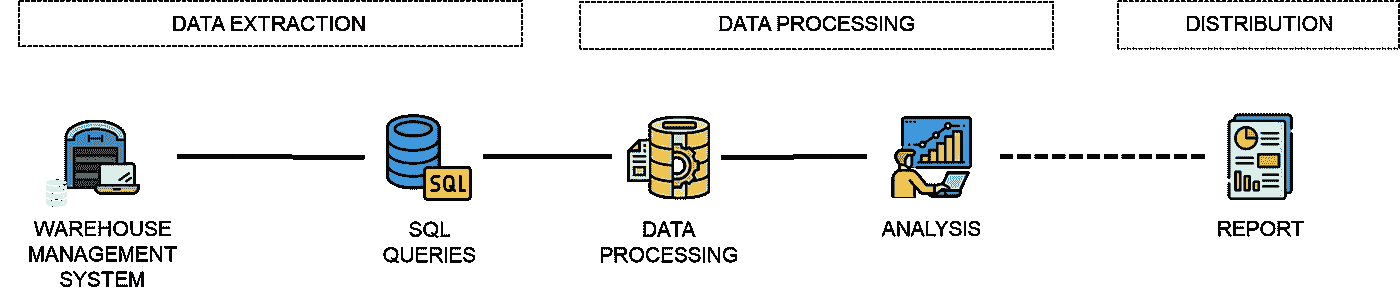 DATA EXTRACTION
DATA PROCESSING
DISTRIBUTION
SQL
WAREHOUSE
MANAGEMENT
SYSTEM
SQL
QUERIES
DATA
PROCESSING
ANALYSIS
REPORT